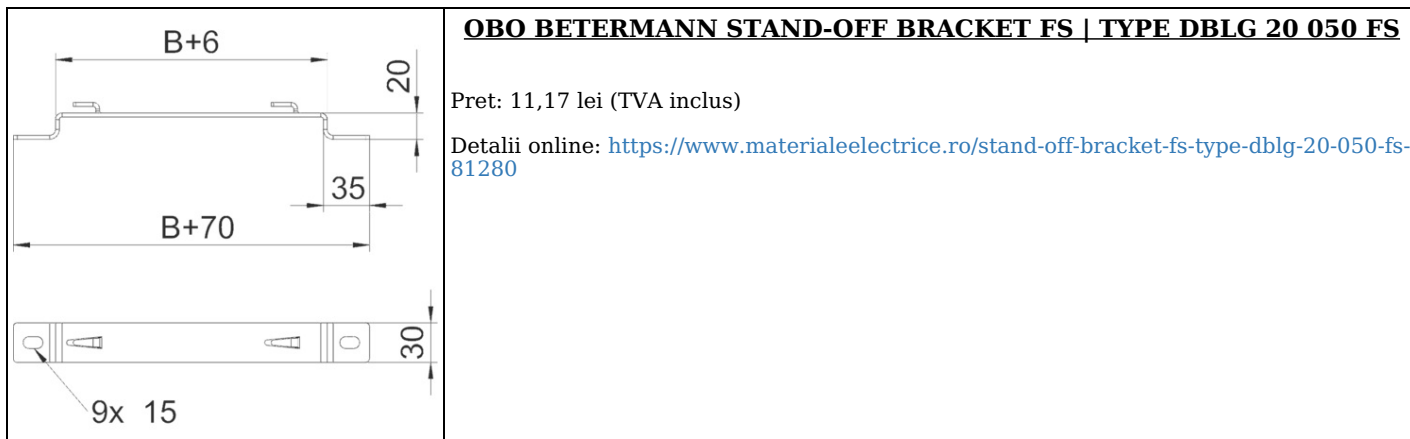 B+6
20
35
B+70
30
9x 15
OBO BETERMANN STAND-OFF BRACKET FS | TYPE DBLG 20 050 FS
Pret: 11,17 lei (TVA inclus)
Detalii online: https://www.materialeelectrice.ro/stand-off-bracket-fs-type-dblg-20-050-fs-
81280